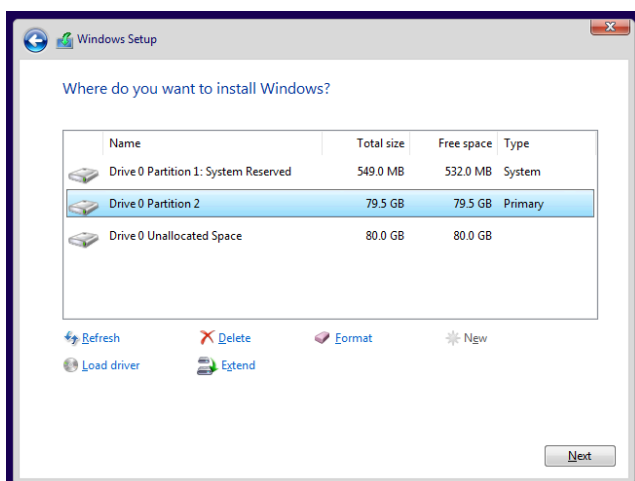 Windows Setup
Where do you want to install Windows?
Name Total size Free space Type
Drive 0 Partition 1: System Reserved 549.0 MB 532.0 MB System
Drive 0 Partition 2 79.5 GB 79.5 GB Primary
Drive 0 Unallocated Space 80.0 GB 80.0 GB
Refresh Delete Format New
Load driver Extend
Next